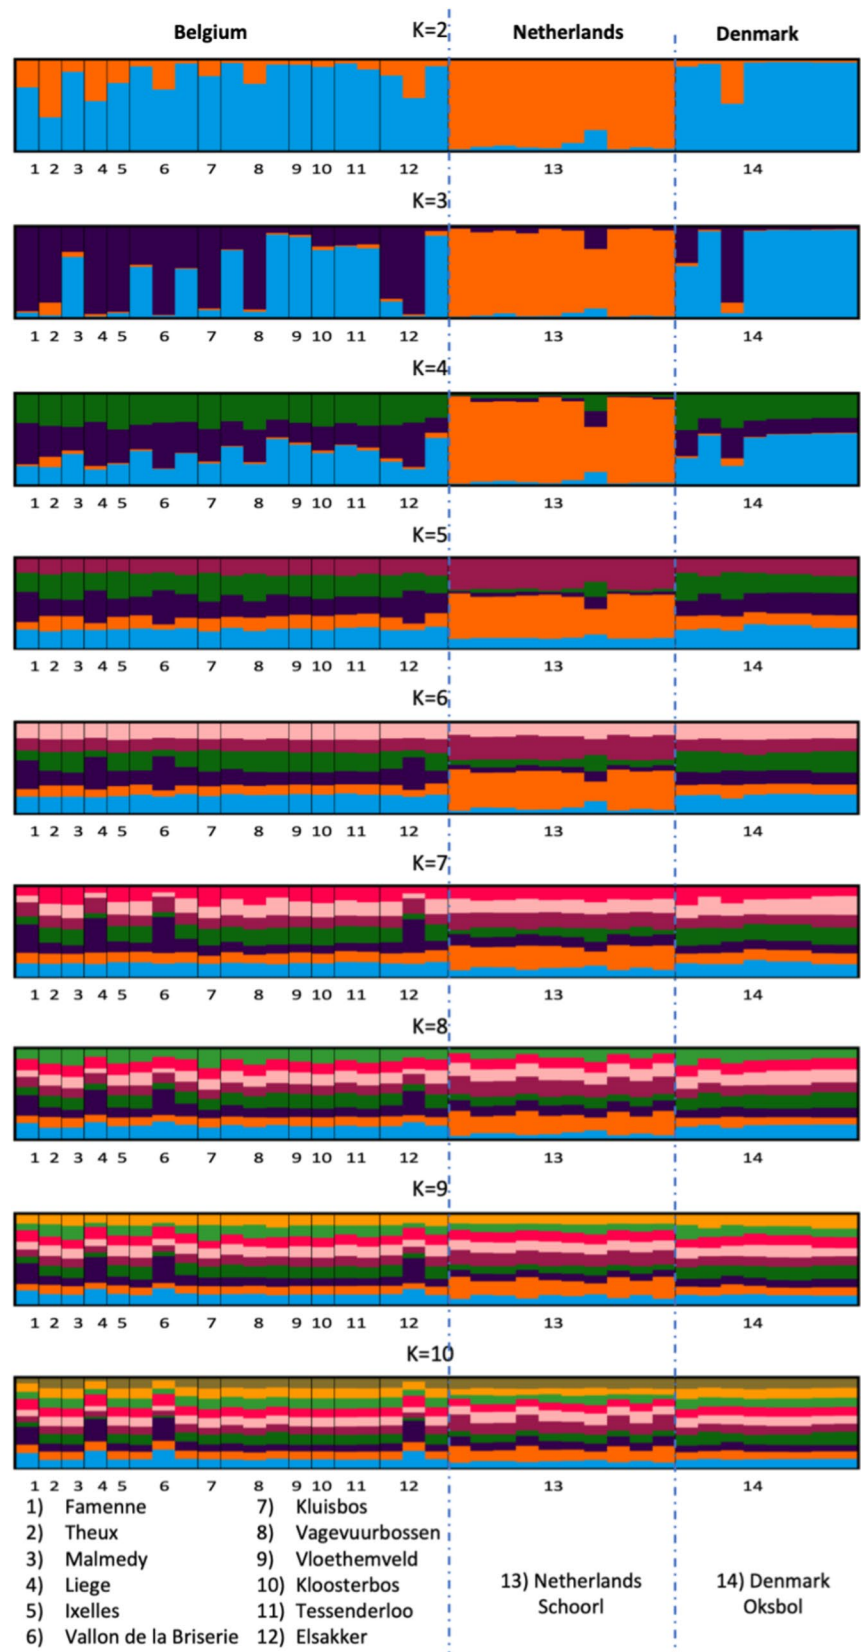 Belgium K=2 Netherlands Denmark
1 2 3 4 5 6 7 8 9 10 11 12 13 14
K=3
1 2 3 4 5 6 7 8 9 10 11 12 13 14
K=4
1 2 3 4 5 6 7 8 9 10 11 12 13 14
K=5
1 2 3 4 5 6 7 8 9 10 11 12 13 14
K=6
1 2 3 4 5 6 7 8 9 10 11 12 13 14
K=7
1 2 3 4 5 6 7 8 9 10 11 12 13 14
K=8
1 2 3 4 5 6 7 8 9 10 11 12 13 14
K=9
1 2 3 4 5 6 7 8 9 10 11 12 13 14
K=10
1 2 3 4 5 6 7 8 9 10 11 12 13 14
1) Famenne
2) Theux
3) Malmedy
4) Liege
5) Ixelles
6) Vallon de la Briserie
7) Kluisbos
8) Vagevuurbossen
9) Vloethemveld
10) Kloosterbos
11) Tessenderloo
12) Elsakker
13) Netherlands
Schoorl
14) Denmark
Oksbol